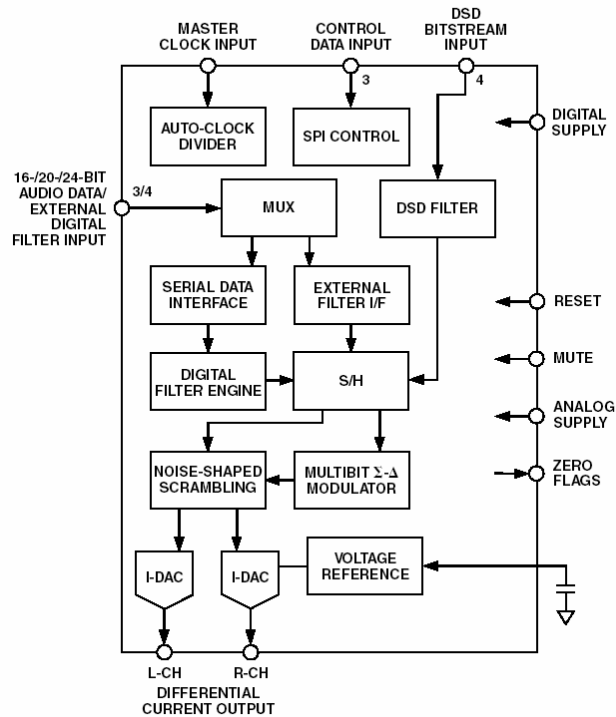 MASTER
CLOCK INPUT
CONTROL
DATA INPUT
DSD
BITSTREAM
INPUT
3
4
AUTO-CLOCK
DIVIDER
SPI CONTROL
DIGITAL
SUPPLY
16-/20-/24-BIT
AUDIO DATA/
EXTERNAL
DIGITAL
FILTER INPUT
3/4
MUX
DSD FILTER
SERIAL DATA
INTERFACE
EXTERNAL
FILTER I/F
RESET
DIGITAL
FILTER ENGINE
S/H
MUTE
ANALOG
SUPPLY
NOISE-SHAPED
SCRAMBLING
MULTIBIT Σ-Δ
MODULATOR
ZERO
FLAGS
I-DAC
I-DAC
VOLTAGE
REFERENCE
L-CH
R-CH
DIFFERENTIAL
CURRENT OUTPUT